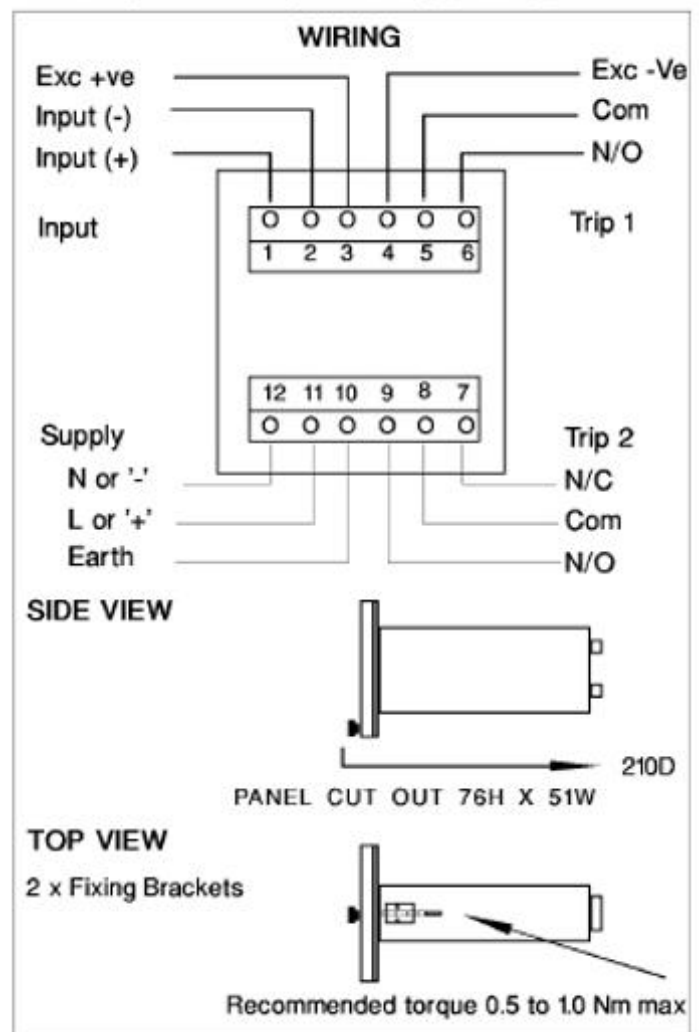 WIRING
Exc +ve
Exc -Ve
Input (-)
Com
Input (+)
N/O
Input
Trip 1
1 2 3 4 5 6
12 11 10 9 8 7
Supply
Trip 2
N or '-'
N/C
L or '+'
Com
Earth
N/O
SIDE VIEW
210D
PANEL CUT OUT 76H X 51W
TOP VIEW
2 x Fixing Brackets
Recommended torque 0.5 to 1.0 Nm max